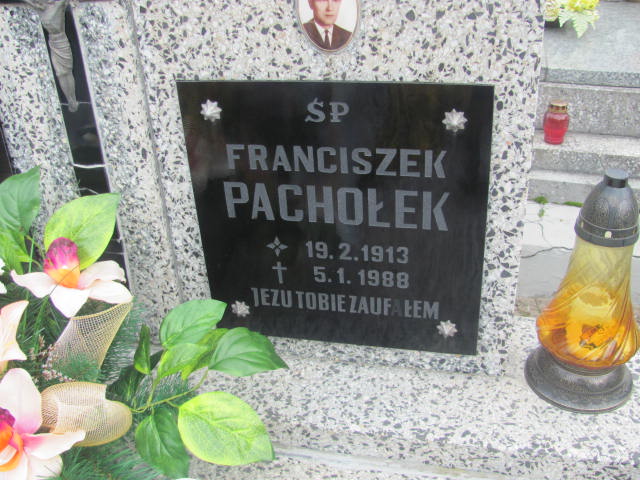 ŚP
FRANCISZEK
PACHOŁEK
19.2.1913
5.1.1988
JEZU TOBIE ZAUFAŁEM